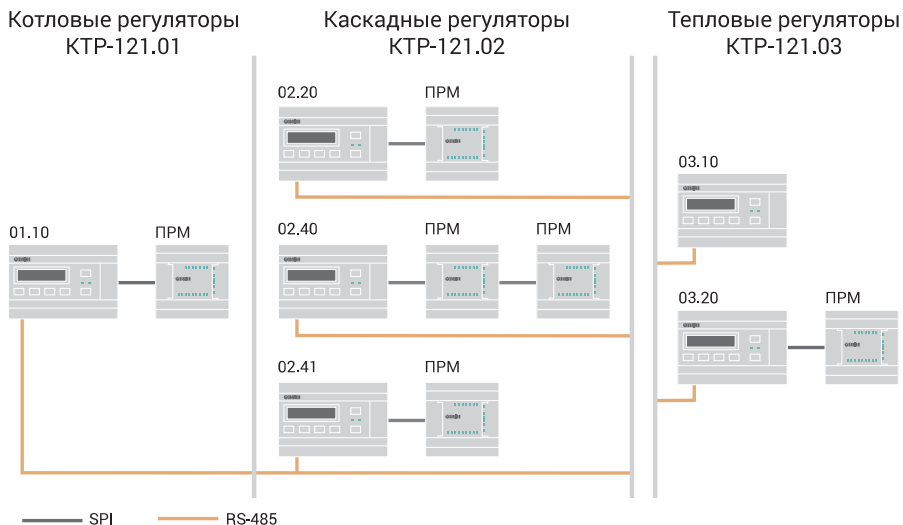 Котловые регуляторы
КТР-121.01
Каскадные регуляторы
КТР-121.02
Тепловые регуляторы
КТР-121.03
02.20
ПРМ
03.10
01.10
ПРМ
02.40
ПРМ
ПРМ
03.20
ПРМ
02.41
ПРМ
SPI
RS-485